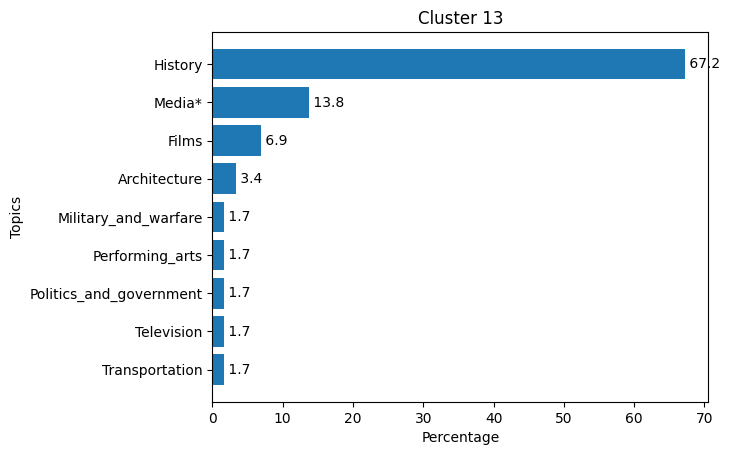 Cluster 13
Topics
History 67.2
Media* 13.8
Films 6.9
Architecture 3.4
Military_and_warfare 1.7
Performing_arts 1.7
Politics_and_government 1.7
Television 1.7
Transportation 1.7
0 10 20 30 40 50 60 70
Percentage